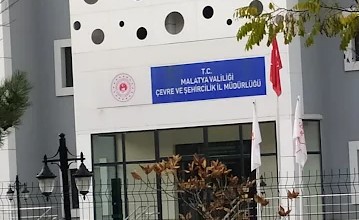 T.C.
MALATYA VALİLİĞİ
ÇEVRE VE ŞEHİRCİLİK İL MÜDÜRLÜĞÜ